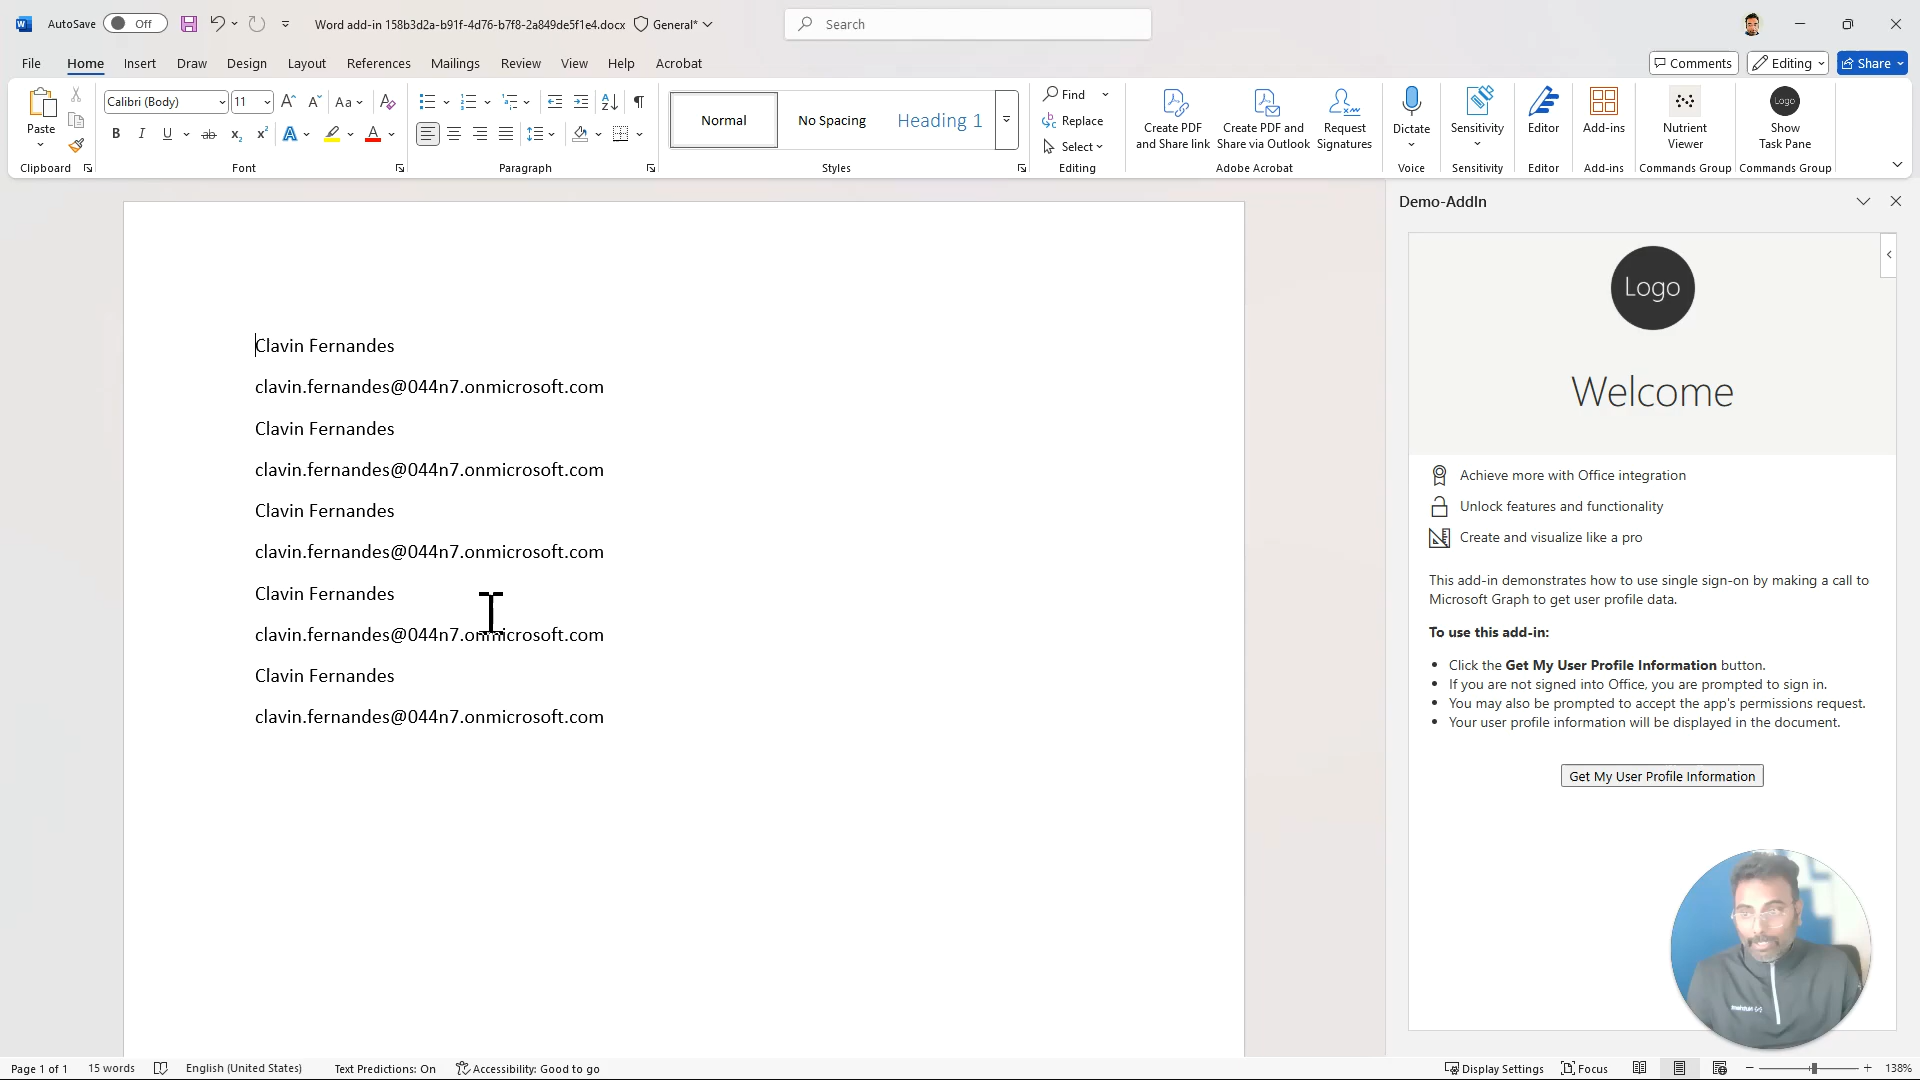 AutoSave Off Word add-in 158b3d2a-b91f-4d76-b7f8-2a849de5f1e4.docx General* Search
File Home Insert Draw Design Layout References Mailings Review View Help Acrobat Comments Editing Share
Paste
Calibri (Body) 11 Aa
Normal No Spacing Heading 1
Find
Replace
Select
Create PDF and Share link
Create PDF and Share via Outlook
Request Signatures
Dictate
Sensitivity
Editor
Add-ins
Nutrient Viewer
Logo
Show Task Pane
Clipboard Font Paragraph Styles Editing Adobe Acrobat Voice Sensitivity Editor Add-ins Commands Group Commands Group
Clavin Fernandes
clavin.fernandes@044n7.onmicrosoft.com
Clavin Fernandes
clavin.fernandes@044n7.onmicrosoft.com
Clavin Fernandes
clavin.fernandes@044n7.onmicrosoft.com
Clavin Fernandes
clavin.fernandes@044n7.onmicrosoft.com
Clavin Fernandes
clavin.fernandes@044n7.onmicrosoft.com
Demo-AddIn
Logo
Welcome
Achieve more with Office integration
Unlock features and functionality
Create and visualize like a pro
This add-in demonstrates how to use single sign-on by making a call to
Microsoft Graph to get user profile data.
To use this add-in:
• Click the Get My User Profile Information button.
• If you are not signed into Office, you are prompted to sign in.
• You may also be prompted to accept the app's permissions request.
• Your user profile information will be displayed in the document.
Get My User Profile Information
Page 1 of 1 15 words English (United States) Text Predictions: On Accessibility: Good to go Display Settings Focus 138%